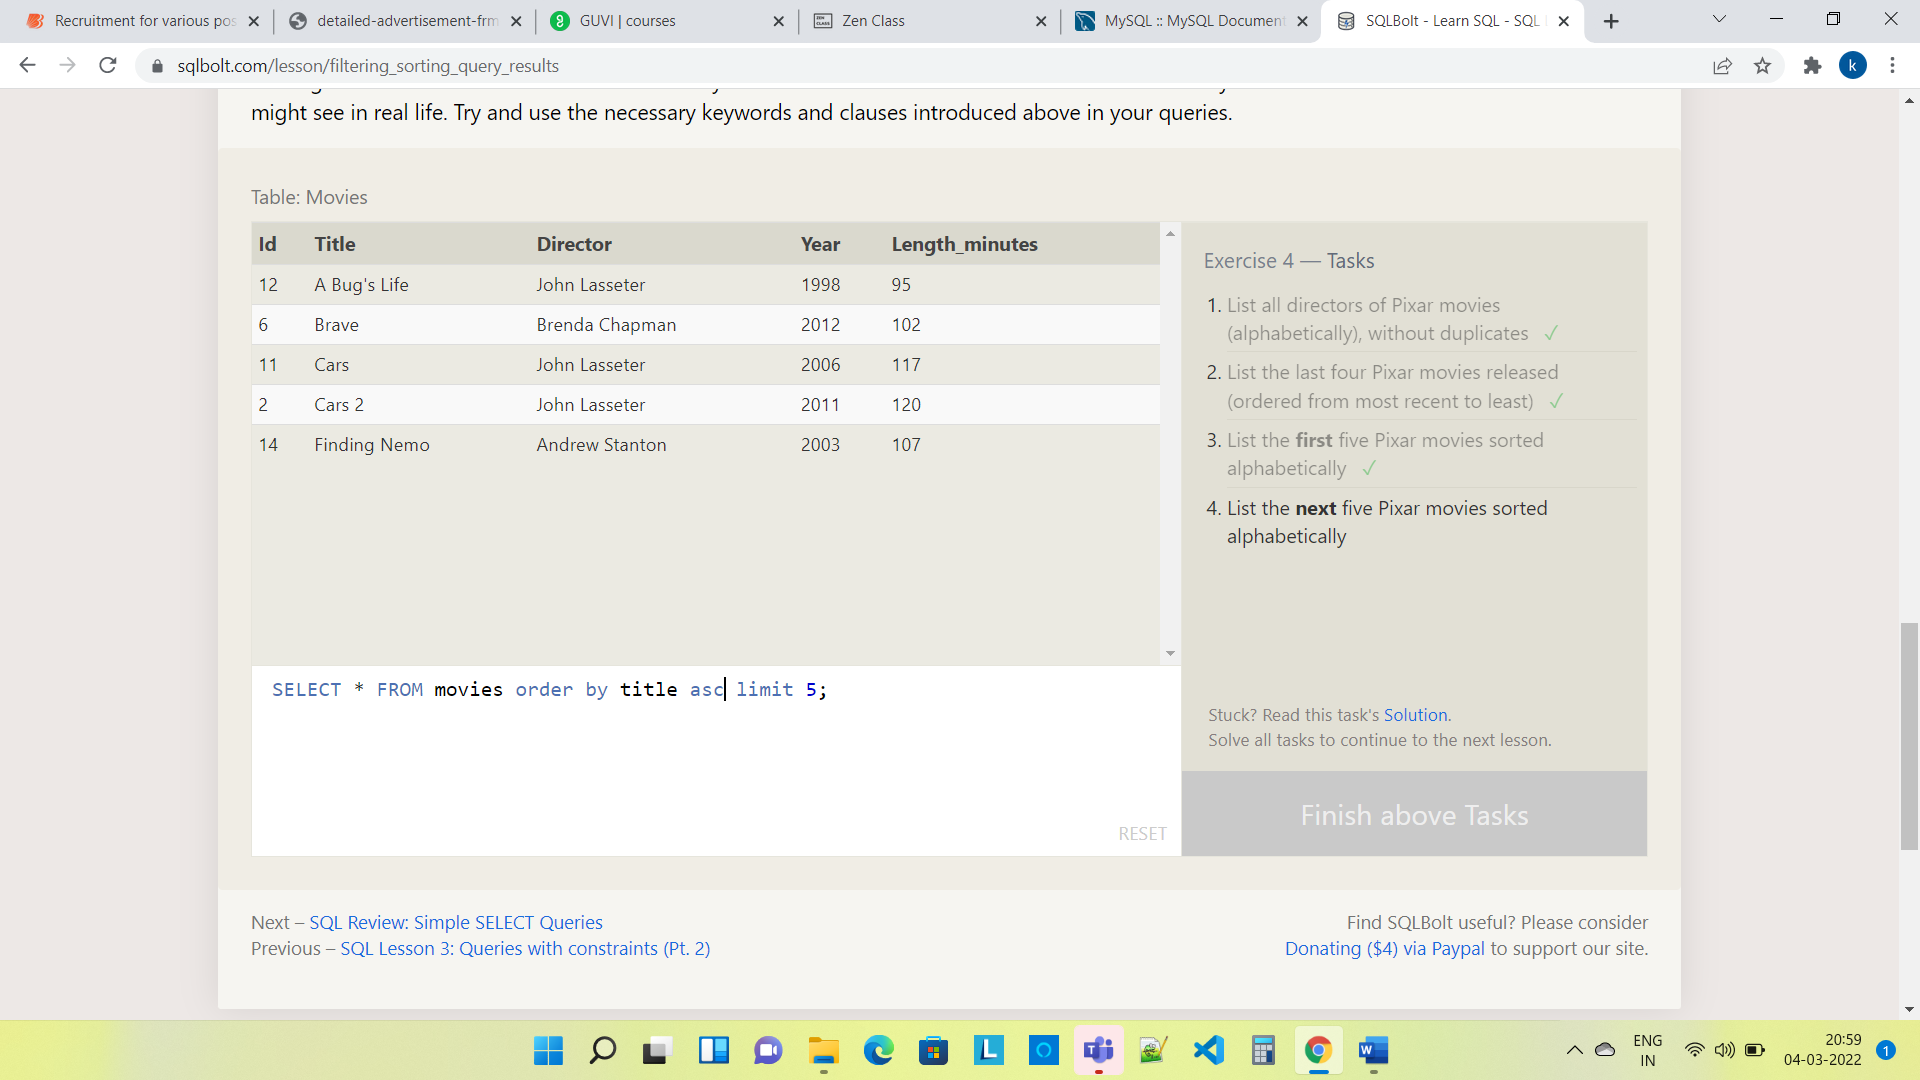 Recruitment for various pos
detailed-advertisement-frm
GUVI | courses
Zen Class
MySQL :: MySQL Document
SQLBolt - Learn SQL - SQL
sqlbolt.com/lesson/filtering_sorting_query_results
k
might see in real life. Try and use the necessary keywords and clauses introduced above in your queries.
Table: Movies
Id Title Director Year Length_minutes
12 A Bug's Life John Lasseter 1998 95
6 Brave Brenda Chapman 2012 102
11 Cars John Lasseter 2006 117
2 Cars 2 John Lasseter 2011 120
14 Finding Nemo Andrew Stanton 2003 107
SELECT * FROM movies order by title asc limit 5;
RESET
Exercise 4 — Tasks
1. List all directors of Pixar movies
(alphabetically), without duplicates ✓
2. List the last four Pixar movies released
(ordered from most recent to least) ✓
3. List the first five Pixar movies sorted
alphabetically ✓
4. List the next five Pixar movies sorted
alphabetically
Stuck? Read this task's Solution.
Solve all tasks to continue to the next lesson.
Finish above Tasks
Next – SQL Review: Simple SELECT Queries
Previous – SQL Lesson 3: Queries with constraints (Pt. 2)
Find SQLBolt useful? Please consider
Donating ($4) via Paypal to support our site.
ENG
IN
20:59
04-03-2022
1